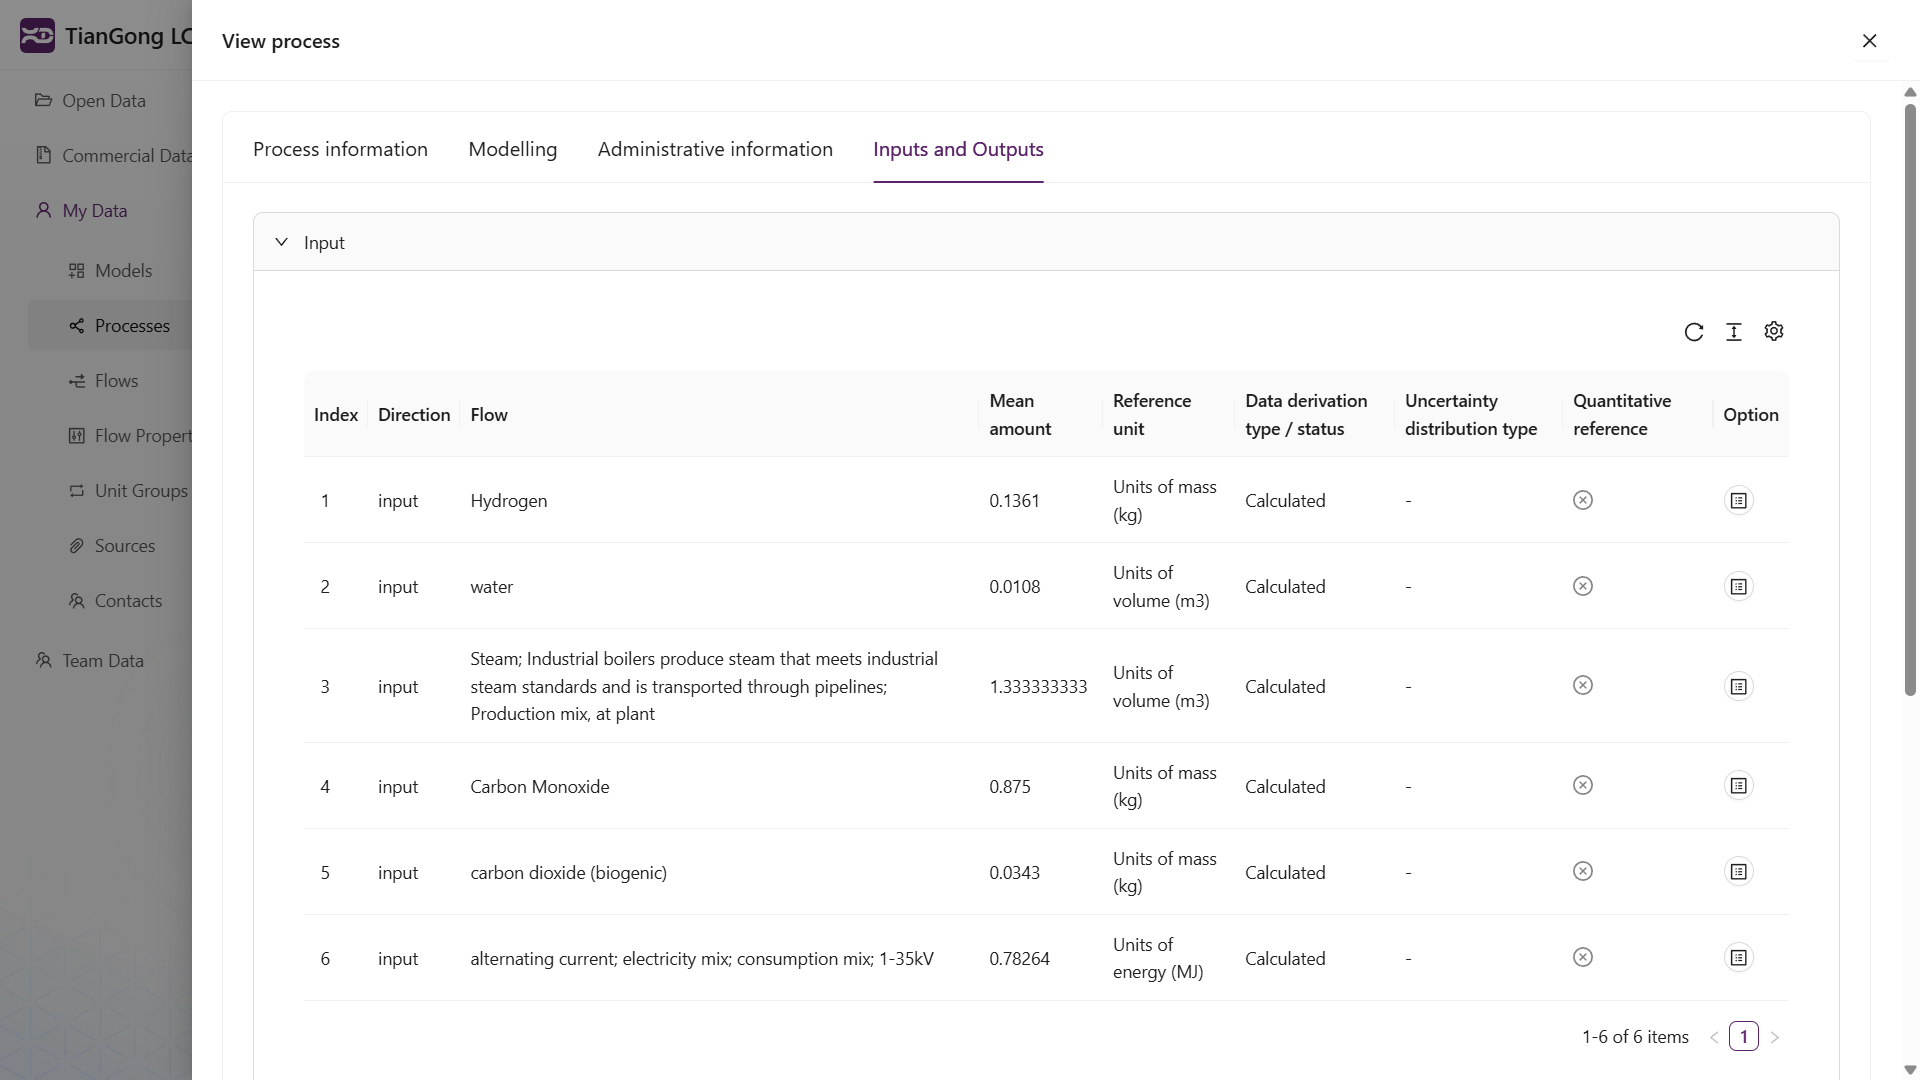 TianGong LC
View process
Open Data
Commercial Data
My Data
Models
Processes
Flows
Flow Propert
Unit Groups
Sources
Contacts
Team Data
Process information
Modelling
Administrative information
Inputs and Outputs
Input
Index
Direction
Flow
Mean
amount
Reference
unit
Data derivation
type / status
Uncertainty
distribution type
Quantitative
reference
Option
1
input
Hydrogen
0.1361
Units of mass
(kg)
Calculated
-
2
input
water
0.0108
Units of
volume (m3)
Calculated
-
3
input
Steam; Industrial boilers produce steam that meets industrial
steam standards and is transported through pipelines;
Production mix, at plant
1.333333333
Units of
volume (m3)
Calculated
-
4
input
Carbon Monoxide
0.875
Units of mass
(kg)
Calculated
-
5
input
carbon dioxide (biogenic)
0.0343
Units of mass
(kg)
Calculated
-
6
input
alternating current; electricity mix; consumption mix; 1-35kV
0.78264
Units of
energy (MJ)
Calculated
-
1-6 of 6 items
1